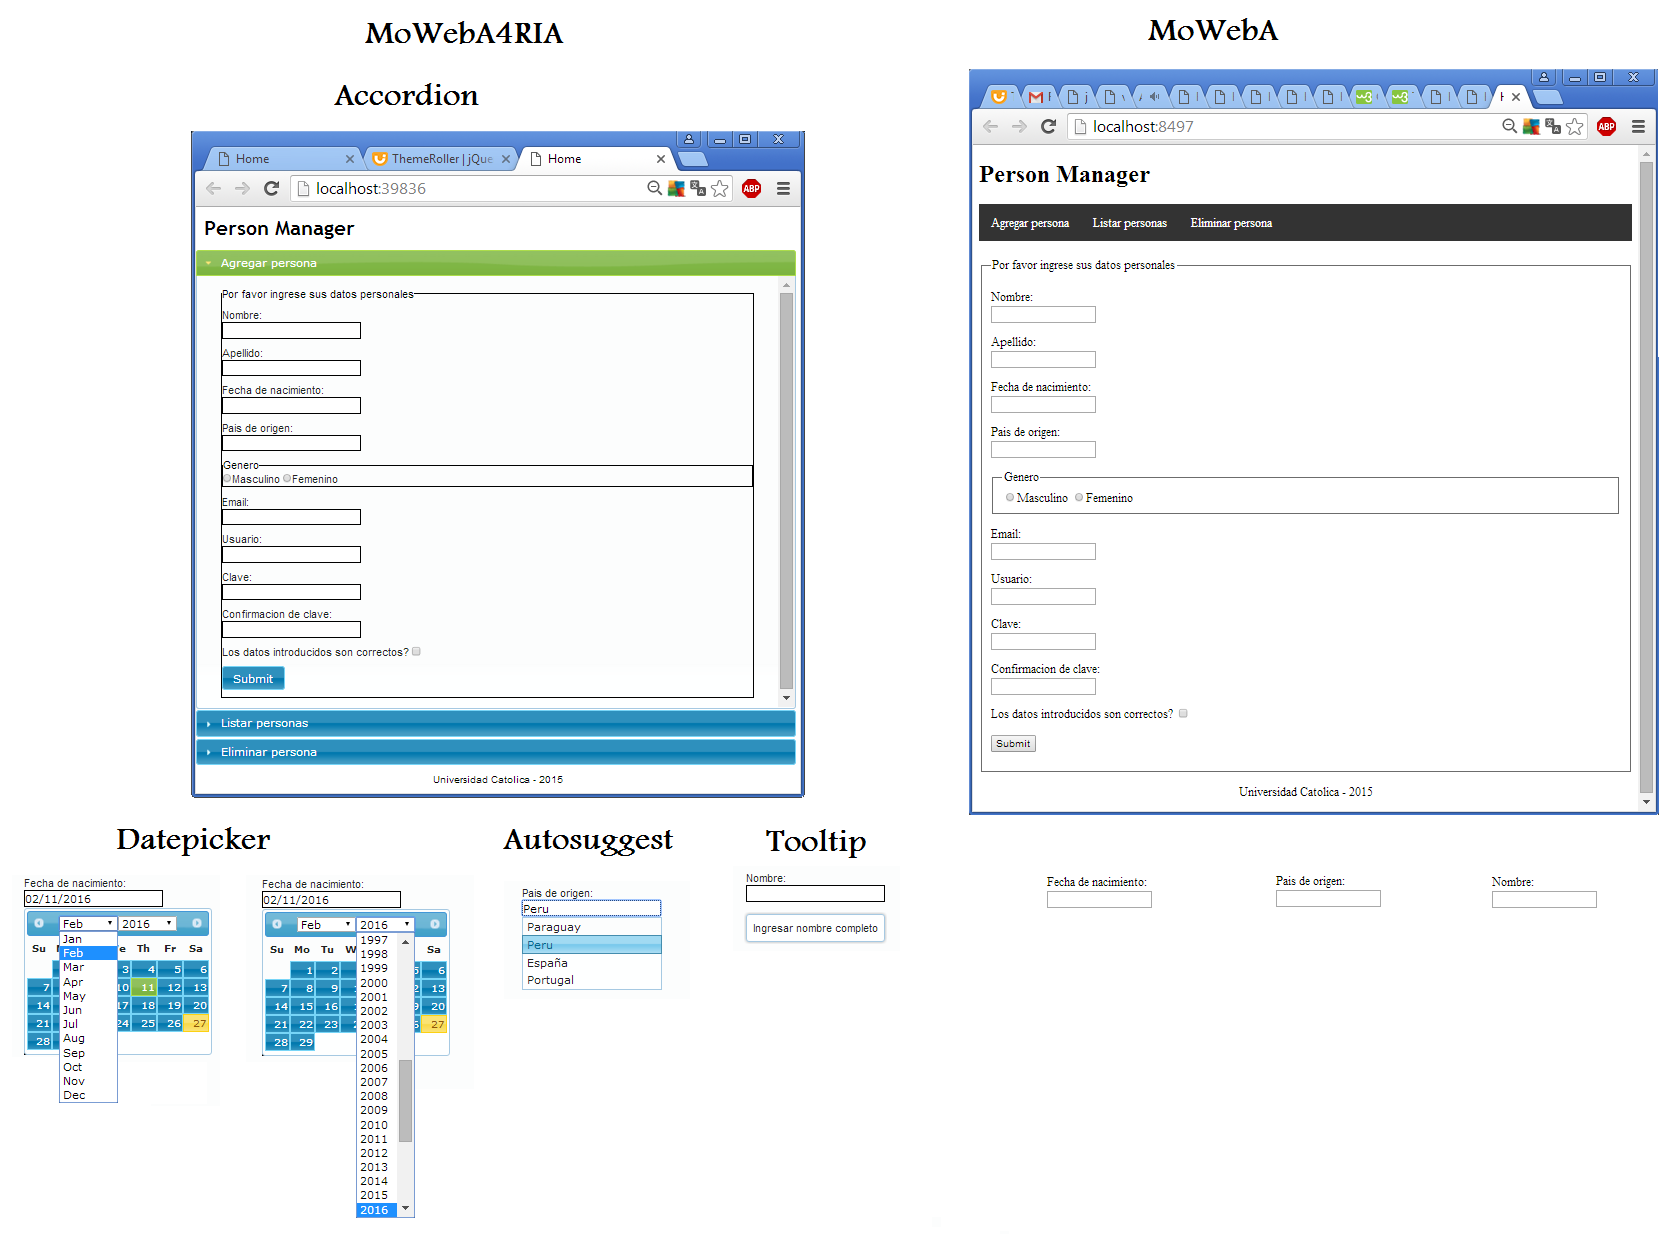 MoWebA4RIA
MoWebA
Accordion
Home
ThemeRoller | jQue
Home
localhost:39836
ABP
Person Manager
Agregar persona
Por favor ingrese sus datos personales
Nombre:
Apellido:
Fecha de nacimiento:
Pais de origen:
Genero
Masculino Femenino
Email:
Usuario:
Clave:
Confirmacion de clave:
Los datos introducidos son correctos?
Submit
Listar personas
Eliminar persona
Universidad Catolica - 2015
localhost:8497
ABP
Person Manager
Agregar persona Listar personas Eliminar persona
Por favor ingrese sus datos personales
Nombre:
Apellido:
Fecha de nacimiento:
Pais de origen:
Genero
Masculino Femenino
Email:
Usuario:
Clave:
Confirmacion de clave:
Los datos introducidos son correctos?
Submit
Universidad Catolica - 2015
Datepicker
Autosuggest
Tooltip
Fecha de nacimiento:
02/11/2016
Feb 2016
Su Th Fr Sa
3 4 5 6
7 10 11 12 13
14 17 18 19 20
21 24 25 26 27
28
Jan
Feb
Mar
Apr
May
Jun
Jul
Aug
Sep
Oct
Nov
Dec
Fecha de nacimiento:
02/11/2016
Feb 2016
Su Mo Tu Sa
1 2 6
7 8 9 13
14 15 16 20
21 22 23 27
28 29
1997
1998
1999
2000
2001
2002
2003
2004
2005
2006
2007
2008
2009
2010
2011
2012
2013
2014
2015
2016
Pais de origen:
Peru
Paraguay
Peru
España
Portugal
Nombre:
Ingresar nombre completo
Fecha de nacimiento:
Pais de origen:
Nombre: